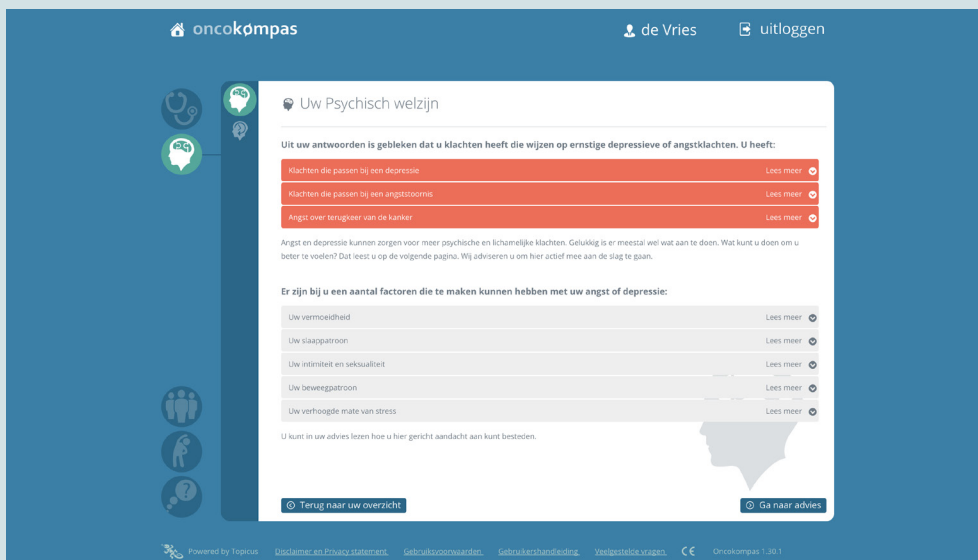 oncokompas
de Vries
uitloggen
Uw Psychisch welzijn
Uit uw antwoorden is gebleken dat u klachten heeft die wijzen op ernstige depressieve of angstklachten. U heeft:
Klachten die passen bij een depressie Lees meer
Klachten die passen bij een angststoornis Lees meer
Angst over terugkeer van de kanker Lees meer
Angst en depressie kunnen zorgen voor meer psychische en lichamelijke klachten. Gelukkig is er meestal wel wat aan te doen. Wat kunt u doen om u
beter te voelen? Dat leest u op de volgende pagina. Wij adviseren u om hier actief mee aan de slag te gaan.
Er zijn bij u een aantal factoren die te maken kunnen hebben met uw angst of depressie:
Uw vermoeidheid Lees meer
Uw slaappatroon Lees meer
Uw intimiteit en seksualiteit Lees meer
Uw beweegpatroon Lees meer
Uw verhoogde mate van stress Lees meer
U kunt in uw advies lezen hoe u hier gericht aandacht aan kunt besteden.
Terug naar uw overzicht
Ga naar advies
Powered by Topicus Disclaimer en Privacy statement Gebruiksvoorwaarden Gebruikershandleiding Veelgestelde vragen CE Oncokompas 1.30.1